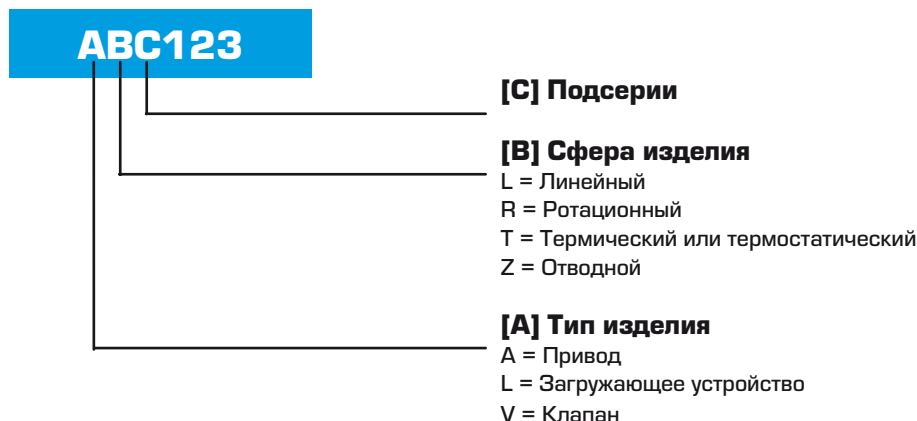 ABC123
[C] Подсерии
[B] Сфера изделия
L = Линейный
R = Ротационный
T = Термический или термостатический
Z = Отводной
[A] Тип изделия
A = Привод
L = Загружающее устройство
V = Клапан